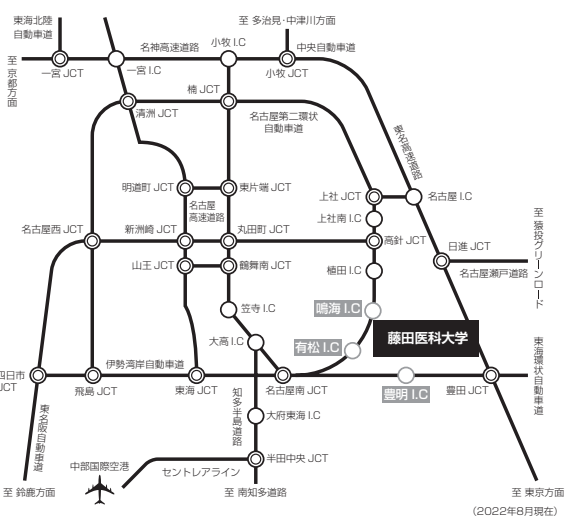 東海北陸
自動車道
至 多治見・中津川方面
小牧 I.C
名神高速道路
中央自動車道
至 京都方面
一宮 JCT
一宮 I.C
小牧 JCT
楠 JCT
清洲 JCT
名古屋第二環状
自動車道
東名高速道路
明道町 JCT
東片端 JCT
上社 JCT
名古屋 I.C
名古屋
高速道路
上社南 I.C
至 猿投グリーンロード
名古屋西 JCT
新洲崎 JCT
丸田町 JCT
高針 JCT
日進 JCT
山王 JCT
鶴舞南 JCT
植田 I.C
名古屋瀬戸道路
笠寺 I.C
鳴海 I.C
藤田医科大学
大高 I.C
有松 I.C
東海環状自動車道
伊勢湾岸自動車道
四日市
JCT
飛島 JCT
東海 JCT
名古屋南 JCT
豊明 I.C
豊田 JCT
東名阪自動車道
知多半島道路
大府東海 I.C
中部国際空港
セントレアライン
半田中央 JCT
至 鈴鹿方面
至 南知多道路
至 東京方面
（2022年8月現在）